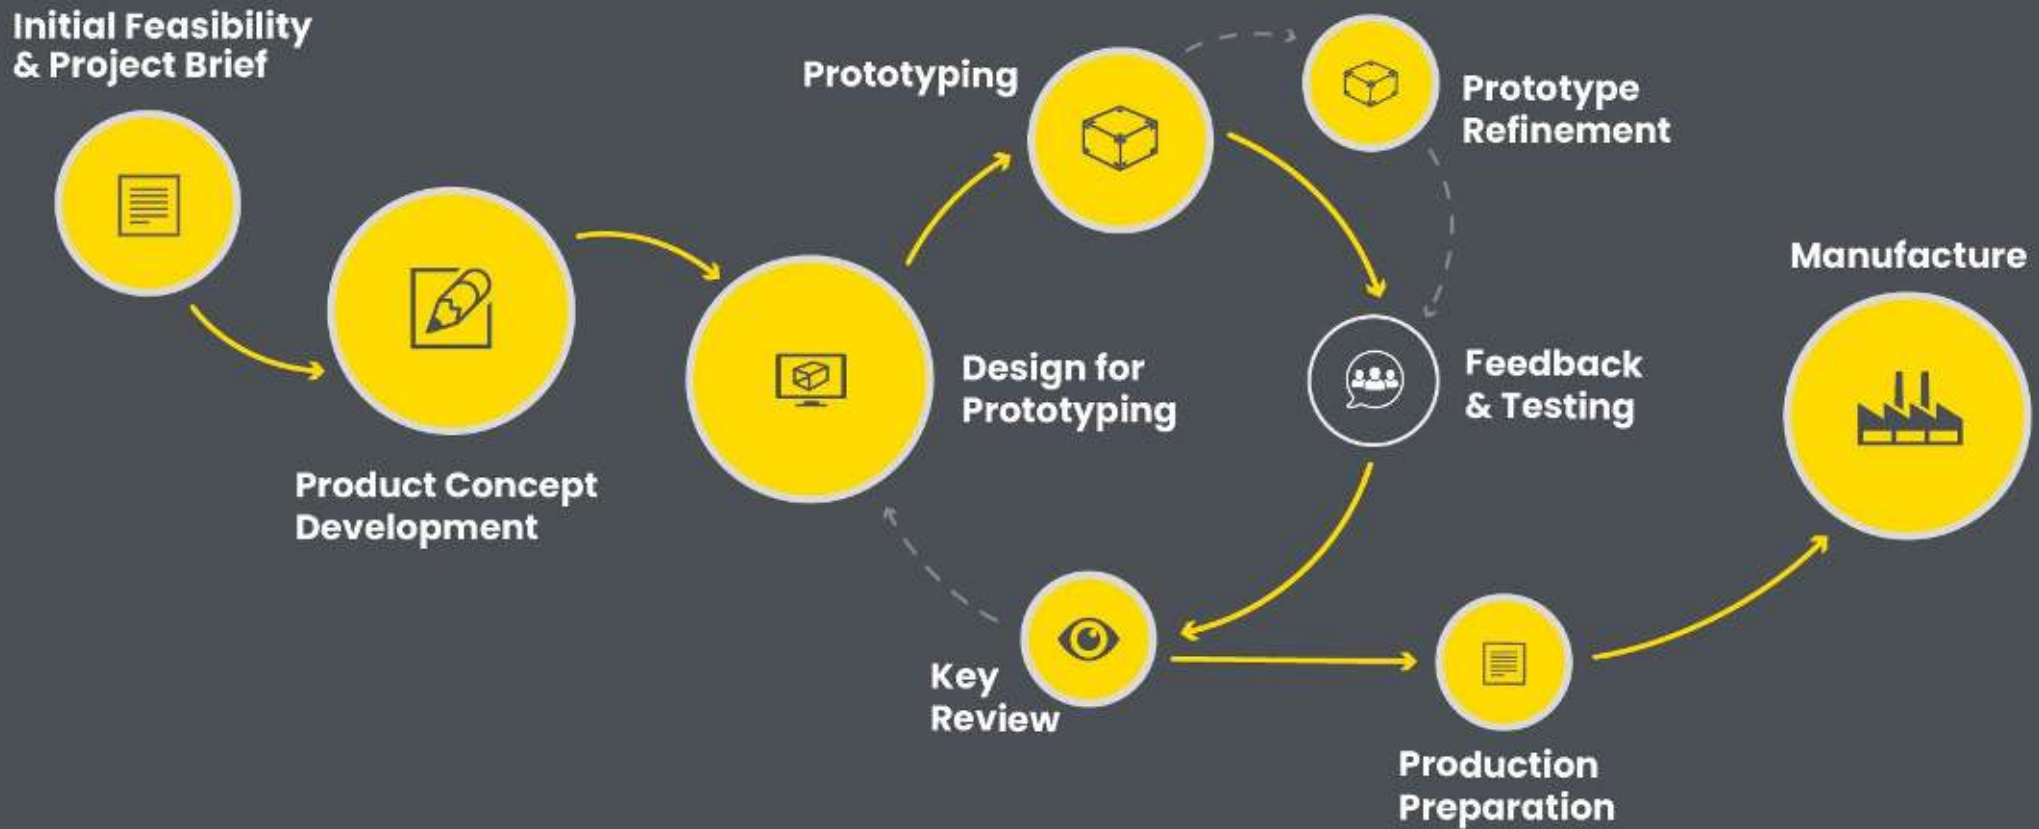 Initial Feasibility
& Project Brief
Prototyping
Prototype
Refinement
Manufacture
Design for
Prototyping
Feedback
& Testing
Product Concept
Development
Key
Review
Production
Preparation